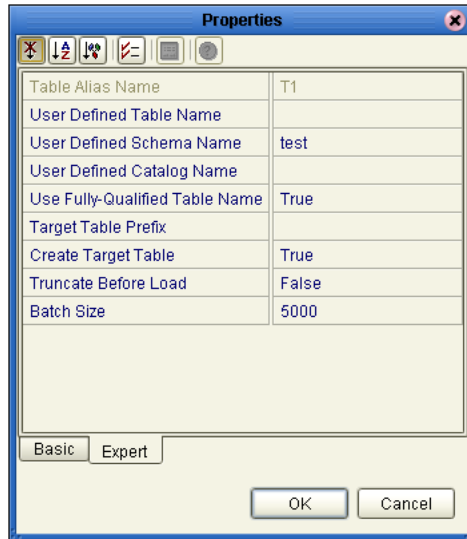 Properties
Table Alias Name T1
User Defined Table Name
User Defined Schema Name test
User Defined Catalog Name
Use Fully-Qualified Table Name True
Target Table Prefix
Create Target Table True
Truncate Before Load False
Batch Size 5000
Basic Expert
OK Cancel